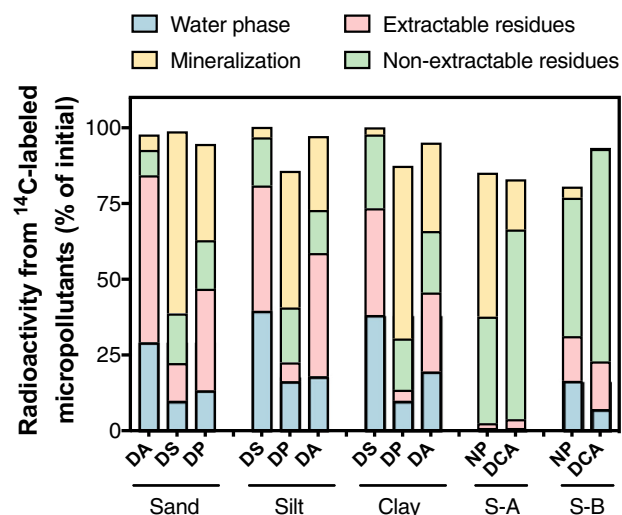 Water phase
Extractable residues
Mineralization
Non-extractable residues
Radioactivity from ¹⁴C-labeled
micropollutants (% of initial)
100
75
50
25
0
DA DS DP DS DP DA DS DP DA NP DCA NP DCA
Sand Silt Clay S-A S-B